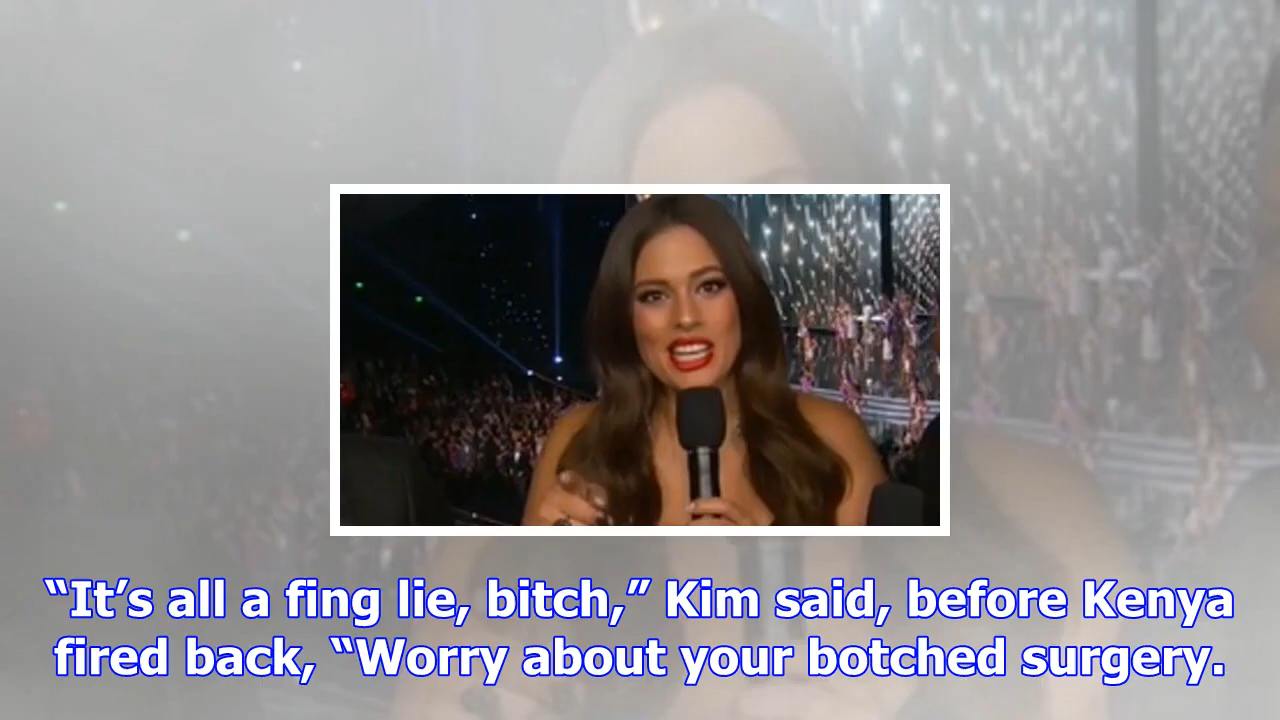 “It’s all a fing lie, bitch,” Kim said, before Kenya
fired back, “Worry about your botched surgery.